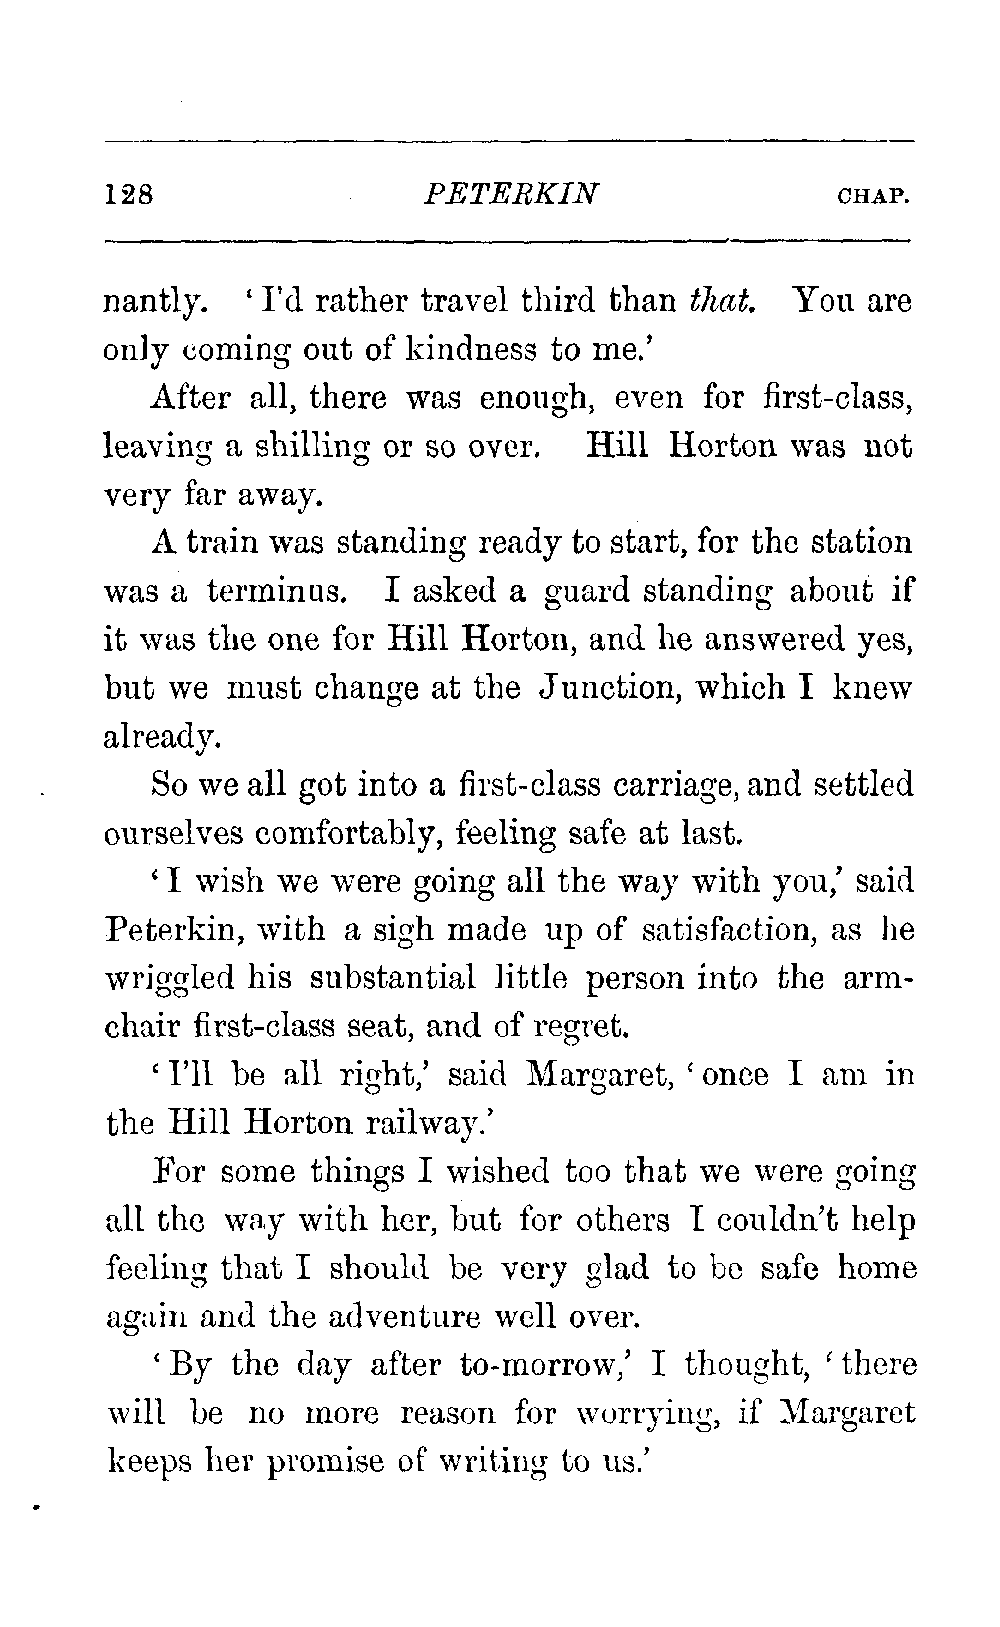 128 PETERKIN CHAP.
nantly. ‘I’d rather travel third than that. You are
only coming out of kindness to me.’
After all, there was enough, even for first-class,
leaving a shilling or so over. Hill Horton was not
very far away.
A train was standing ready to start, for the station
was a terminus. I asked a guard standing about if
it was the one for Hill Horton, and he answered yes,
but we must change at the Junction, which I knew
already.
So we all got into a first-class carriage, and settled
ourselves comfortably, feeling safe at last.
‘I wish we were going all the way with you,’ said
Peterkin, with a sigh made up of satisfaction, as he
wriggled his substantial little person into the arm-
chair first-class seat, and of regret.
‘I’ll be all right,’ said Margaret, ‘once I am in
the Hill Horton railway.’
For some things I wished too that we were going
all the way with her, but for others I couldn’t help
feeling that I should be very glad to be safe home
again and the adventure well over.
‘By the day after to-morrow,’ I thought, ‘there
will be no more reason for worrying, if Margaret
keeps her promise of writing to us.’